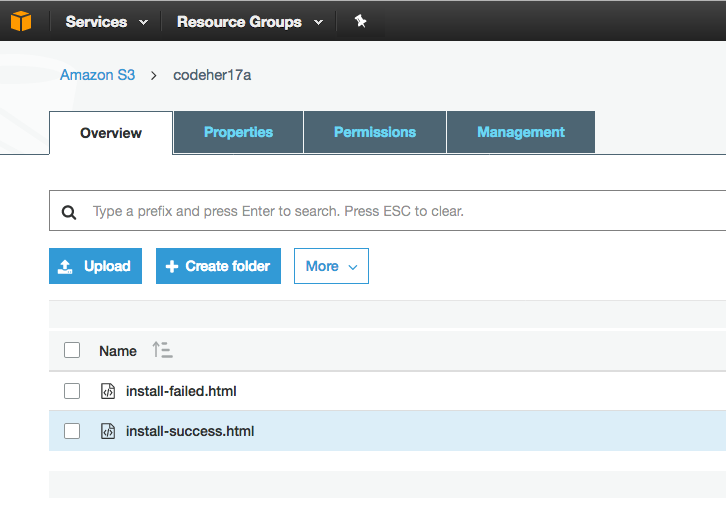 Services Resource Groups
Amazon S3 > codeher17a
Overview Properties Permissions Management
Type a prefix and press Enter to search. Press ESC to clear.
Upload + Create folder More
Name
install-failed.html
install-success.html